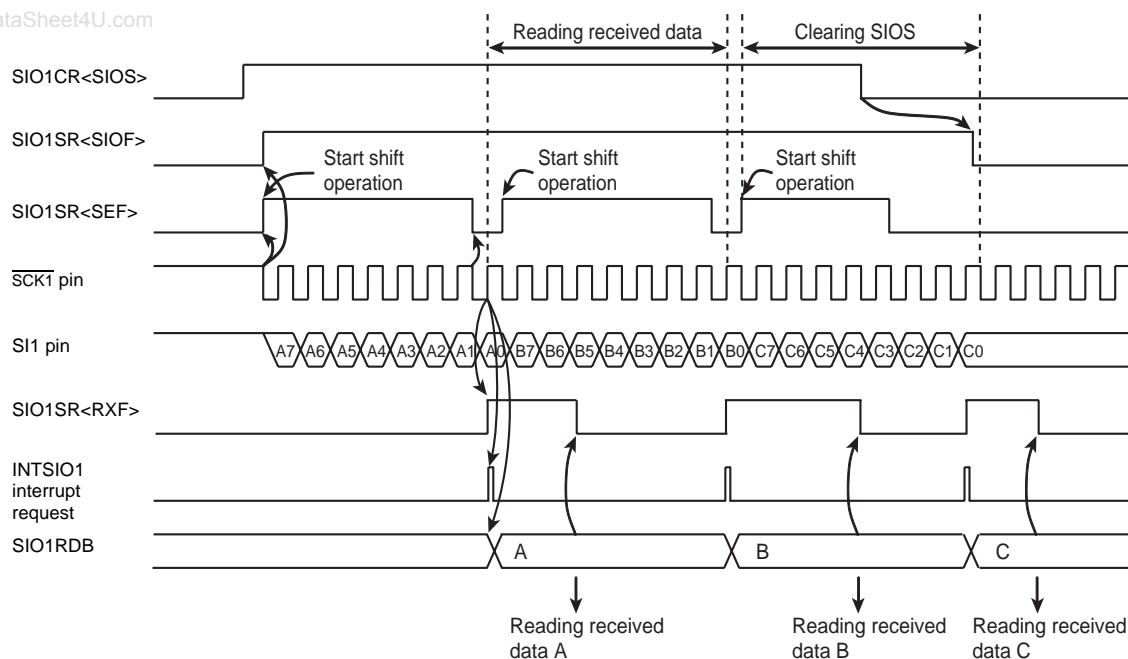 ataSheet4U.com
Reading received data
Clearing SIOS
SIO1CR<SIOS>
SIO1SR<SIOF>
Start shift
operation
Start shift
operation
Start shift
operation
SIO1SR<SEF>
SCK1 pin
SI1 pin
A7 A6 A5 A4 A3 A2 A1 A0 B7 B6 B5 B4 B3 B2 B1 B0 C7 C6 C5 C4 C3 C2 C1 C0
SIO1SR<RXF>
INTSIO1
interrupt
request
SIO1RDB
A
B
C
Reading received
data A
Reading received
data B
Reading received
data C